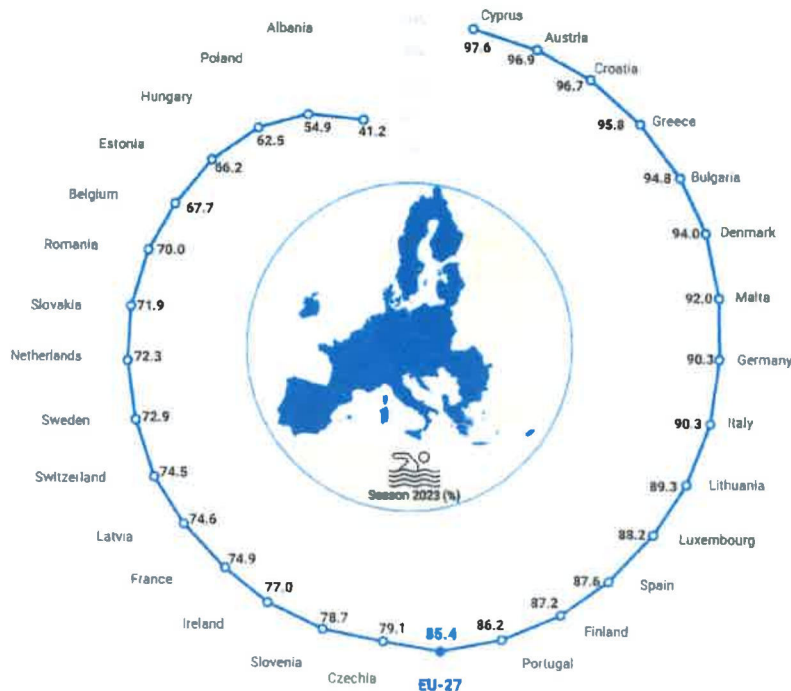 Cyprus
97.6
Austria
96.9
Croatia
96.7
Greece
95.8
Bulgaria
94.8
Denmark
94.0
Malta
92.0
Germany
90.3
Italy
90.3
Lithuania
89.3
Luxembourg
88.2
Spain
87.6
Finland
87.2
Portugal
86.2
EU-27
85.4
Czechia
79.1
Slovenia
78.7
Ireland
77.0
France
74.9
Latvia
74.6
Switzerland
74.5
Sweden
72.9
Netherlands
72.3
Slovakia
71.9
Romania
70.0
Belgium
67.7
Estonia
66.2
Hungary
62.5
Poland
54.9
Albania
41.2
Season 2023 (%)